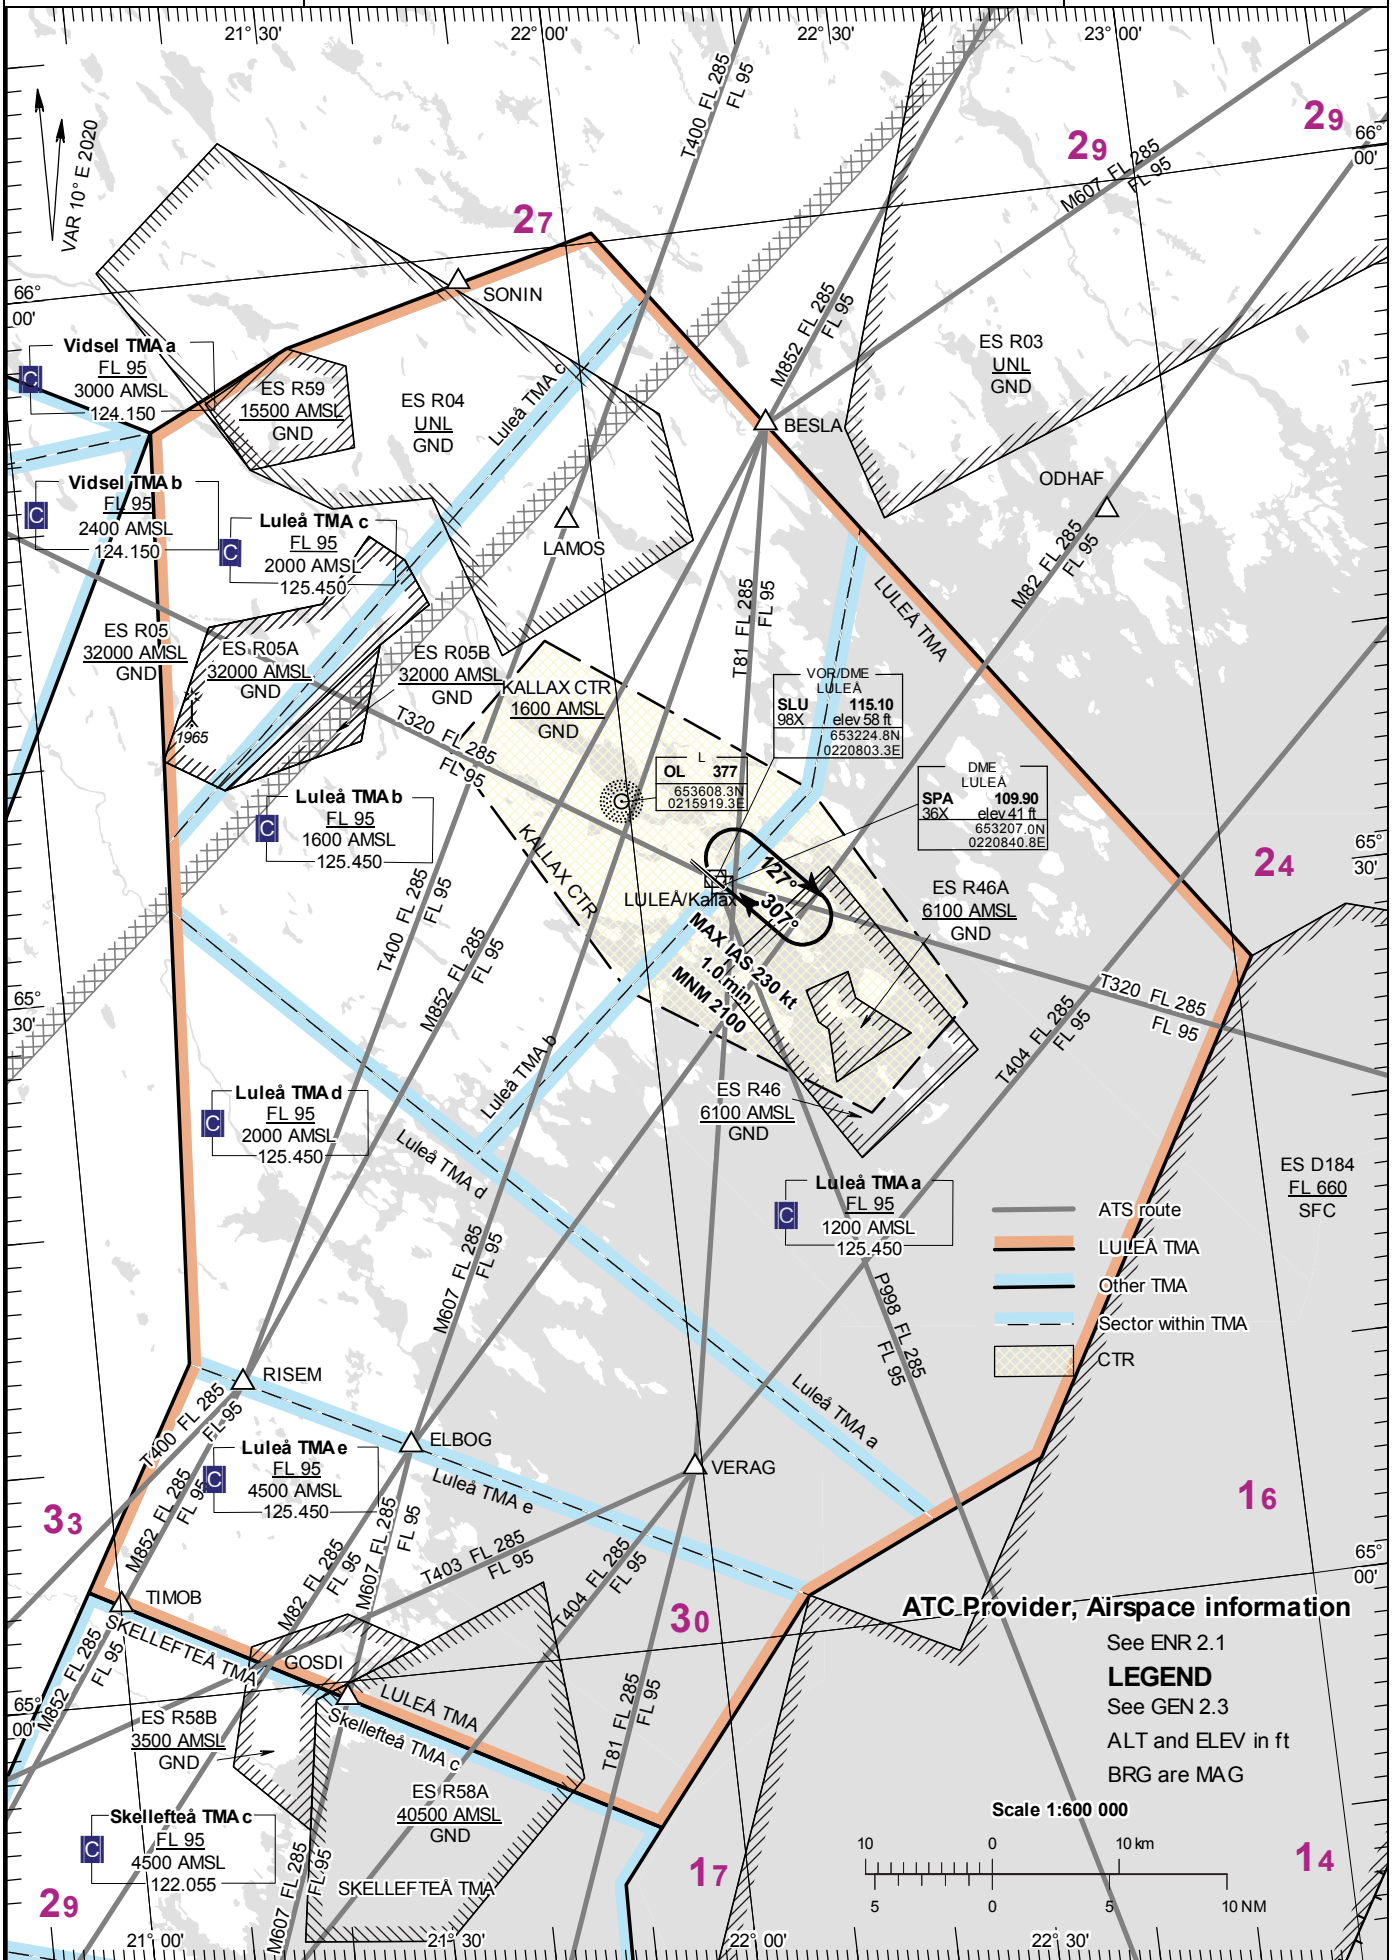 21° 30'
22° 00'
22° 30'
23° 00'
VAR 10° E 2020
T400 FL 285
FL 95
29
29
66°
00'
M607 FL 285
FL 95
27
SONIN
66°
00'
Vidsel TMA a
FL 95
3000 AMSL
124.150
C
ES R59
15500 AMSL
GND
ES R04
UNL
GND
Luleå TMA c
M852 FL 285
FL 95
ES R03
UNL
GND
BESLA
ODHAF
Vidsel TMA b
FL 95
2400 AMSL
124.150
C
Luleå TMA c
FL 95
2000 AMSL
125.450
C
LAMOS
M82 FL 285
FL 95
T81 FL 285
FL 95
LULEÅ TMA
ES R05
32000 AMSL
GND
ES R05A
32000 AMSL
GND
1965
ES R05B
32000 AMSL
GND
KALLAX CTR
1600 AMSL
GND
T320 FL 285
FL 95
VOR/DME
LULEÅ
SLU 115.10
98X elev 58 ft
653224.8N
0220803.3E
L
OL 377
653608.3N
0215919.3E
DME
LULEÅ
SPA 109.90
36X elev 41 ft
653207.0N
0220840.8E
Luleå TMA b
FL 95
1600 AMSL
125.450
C
KALLAX CTR
65°
30'
24
127°
307°
LULEÅ/Kallax
MAX IAS 230 kt
1.0 min
MNM 2100
ES R46A
6100 AMSL
GND
T400 FL 285
FL 95
M852 FL 285
FL 95
T320 FL 285
FL 95
T404 FL 285
FL 95
65°
30'
Luleå TMA b
Luleå TMA d
FL 95
2000 AMSL
125.450
C
ES R46
6100 AMSL
GND
Luleå TMA d
Luleå TMA a
FL 95
1200 AMSL
125.450
C
ES D184
FL 660
SFC
ATS route
LULEÅ TMA
Other TMA
Sector within TMA
CTR
M607 FL 285
FL 95
P998 FL 285
FL 95
RISEM
Luleå TMA a
T400 FL 285
FL 95
ELBOG
Luleå TMA e
FL 95
4500 AMSL
125.450
C
Luleå TMA e
VERAG
33
16
M852 FL 285
FL 95
M82 FL 285
FL 95
M607 FL 285
FL 95
T403 FL 285
FL 95
T404 FL 285
FL 95
65°
00'
TIMOB
30
ATC Provider, Airspace information
See ENR 2.1
LEGEND
See GEN 2.3
ALT and ELEV in ft
BRG are MAG
SKELLEFTEÅ TMA
GOSDI
LULEÅ TMA
Skellefteå TMA c
M852 FL 285
FL 95
65°
00'
ES R58B
3500 AMSL
GND
T81 FL 285
FL 95
ES R58A
40500 AMSL
GND
Skellefteå TMA c
FL 95
4500 AMSL
122.055
C
Scale 1:600 000
10 0 10 km
5 0 5 10 NM
M607 FL 285
FL 95
SKELLEFTEÅ TMA
17
14
29
21° 00'
21° 30'
22° 00'
22° 30'